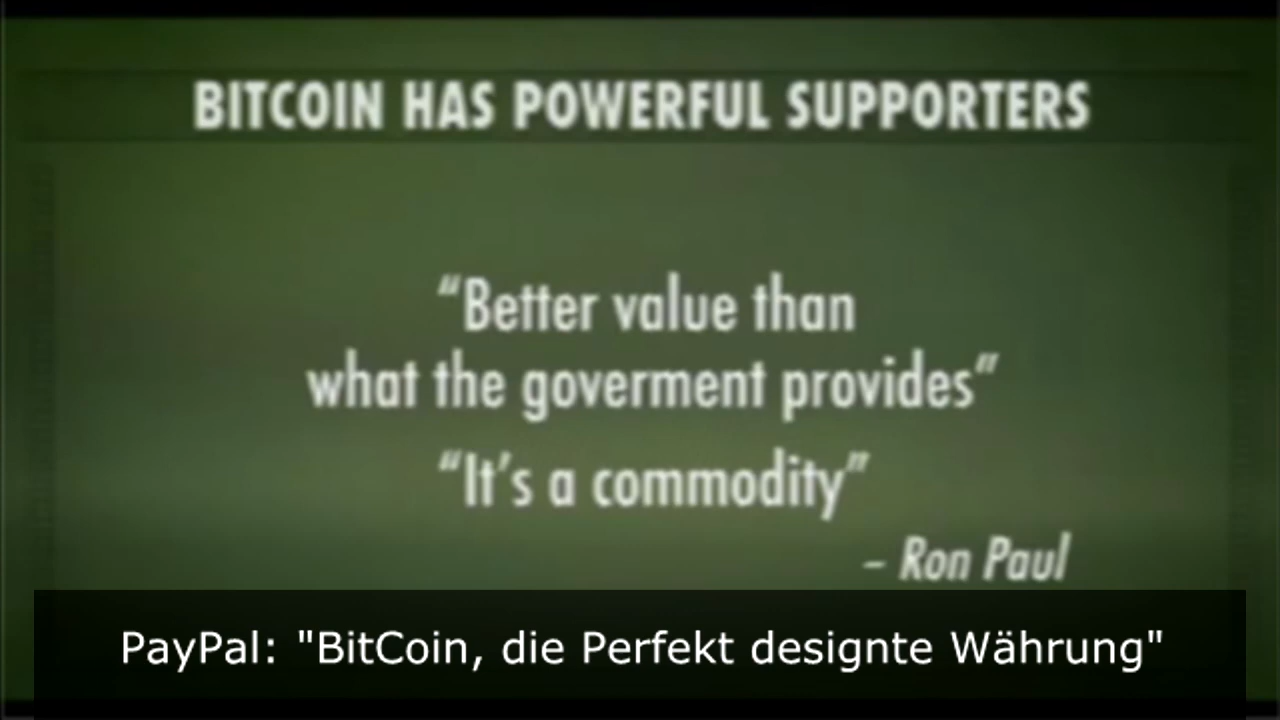 BITCOIN HAS POWERFUL SUPPORTERS
“Better value than
what the goverment provides”
“It’s a commodity”
– Ron Paul
PayPal: "BitCoin, die Perfekt designte Währung"